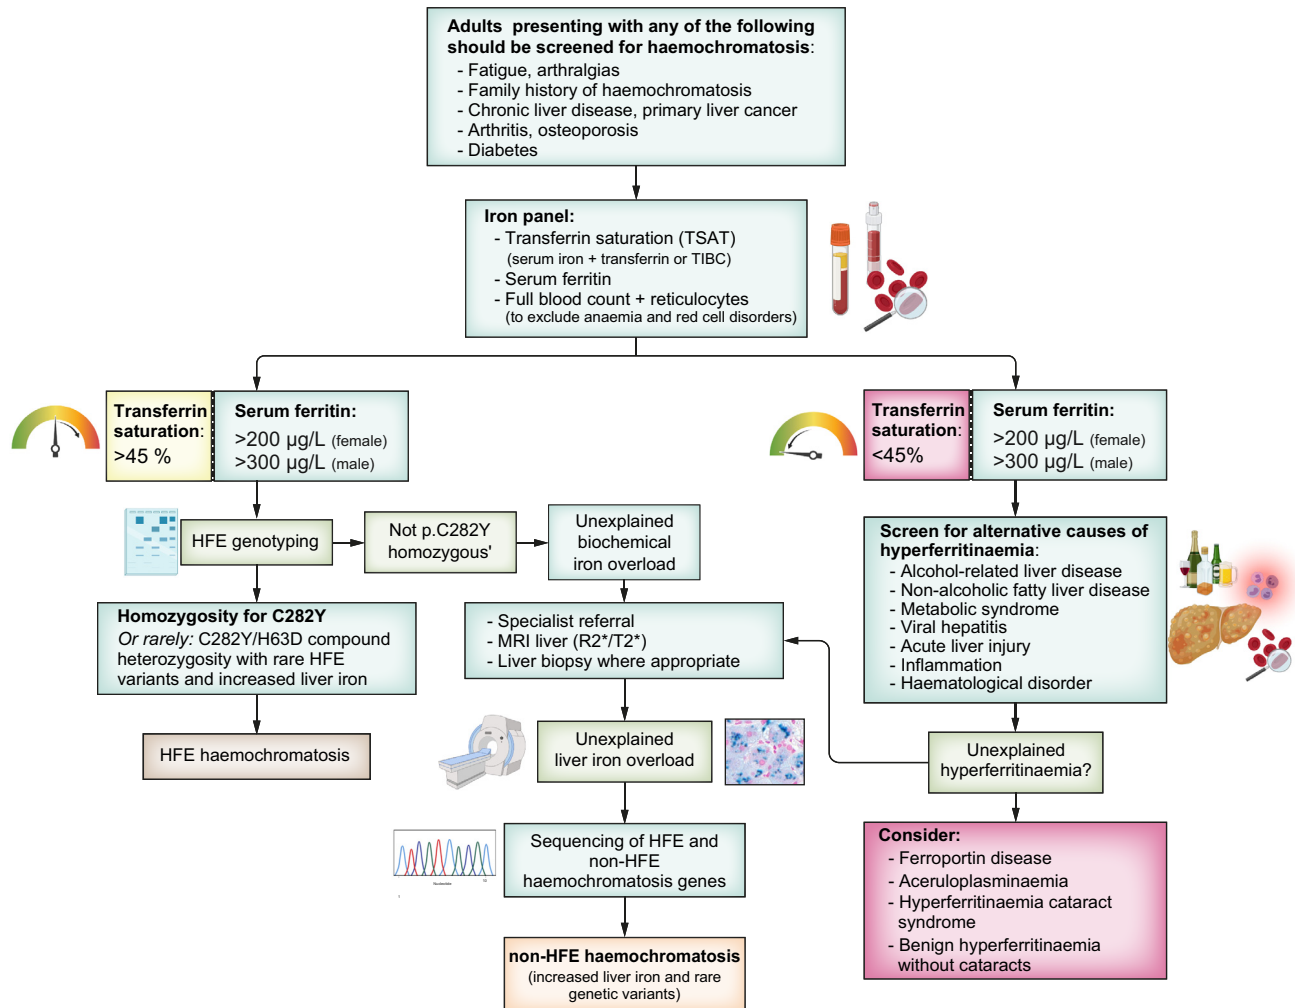 Adults presenting with any of the following
should be screened for haemochromatosis:
- Fatigue, arthralgias
- Family history of haemochromatosis
- Chronic liver disease, primary liver cancer
- Arthritis, osteoporosis
- Diabetes
Iron panel:
- Transferrin saturation (TSAT)
(serum iron + transferrin or TIBC)
- Serum ferritin
- Full blood count + reticulocytes
(to exclude anaemia and red cell disorders)
Transferrin
saturation:
>45 %
Serum ferritin:
>200 µg/L (female)
>300 µg/L (male)
Transferrin
saturation:
<45%
Serum ferritin:
>200 µg/L (female)
>300 µg/L (male)
HFE genotyping
Not p.C282Y
homozygous'
Unexplained
biochemical
iron overload
Screen for alternative causes of
hyperferritinaemia:
- Alcohol-related liver disease
- Non-alcoholic fatty liver disease
- Metabolic syndrome
- Viral hepatitis
- Acute liver injury
- Inflammation
- Haematological disorder
Homozygosity for C282Y
Or rarely: C282Y/H63D compound
heterozygosity with rare HFE
variants and increased liver iron
- Specialist referral
- MRI liver (R2*/T2*)
- Liver biopsy where appropriate
HFE haemochromatosis
Unexplained
liver iron overload
Unexplained
hyperferritinaemia?
Sequencing of HFE and
non-HFE
haemochromatosis genes
Nucleotide
10
1
Consider:
- Ferroportin disease
- Aceruloplasminaemia
- Hyperferritinaemia cataract
syndrome
- Benign hyperferritinaemia
without cataracts
non-HFE haemochromatosis
(increased liver iron and rare
genetic variants)